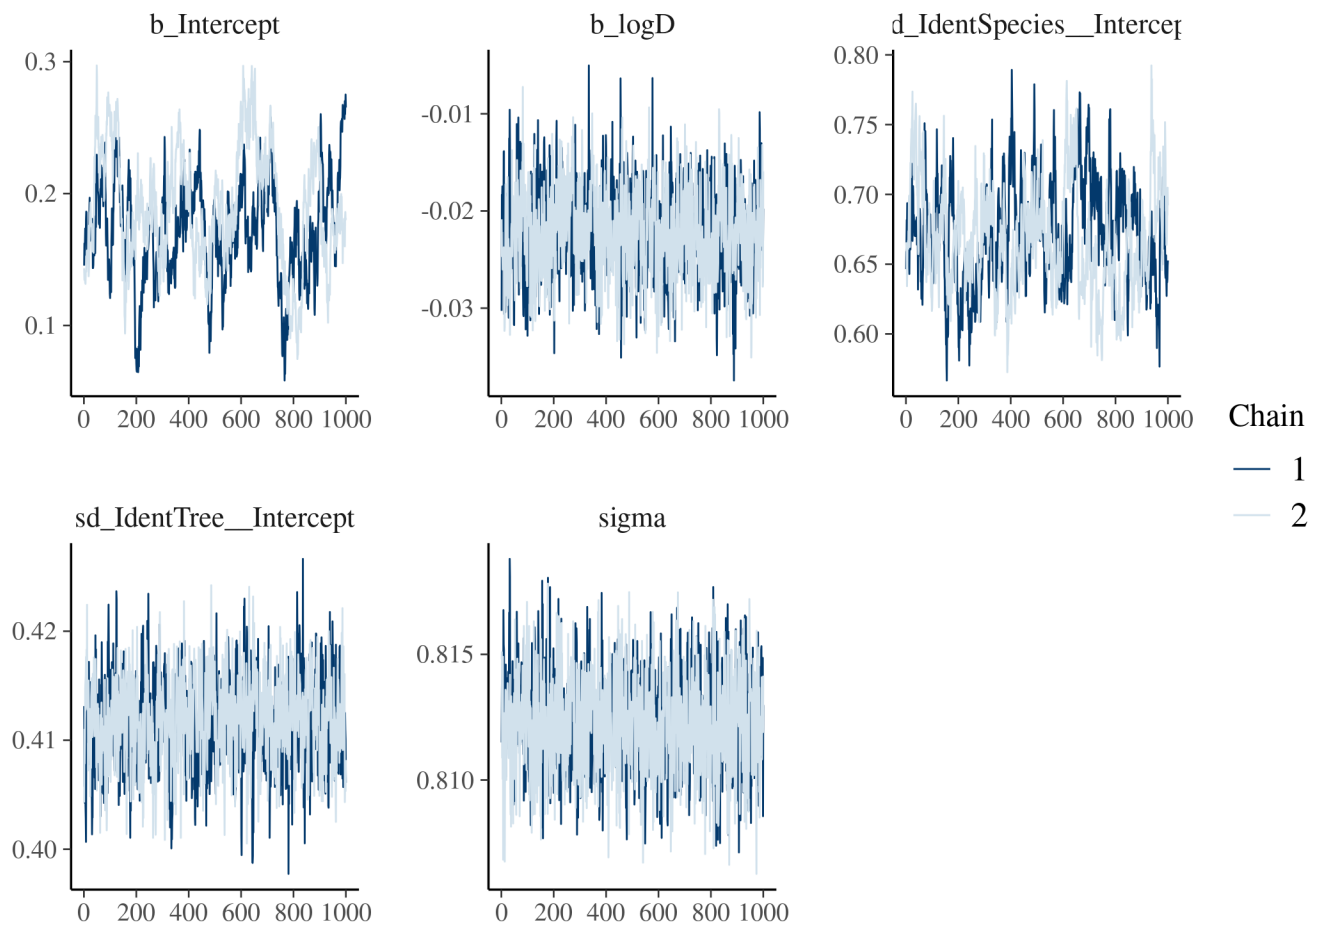 b_Intercept
0.3
0.2
0.1
0 200 400 600 800 1000
b_logD
-0.01
-0.02
-0.03
0 200 400 600 800 1000
d_IdentSpecies__Intercep
0.80
0.75
0.70
0.65
0.60
0 200 400 600 800 1000
Chain
1
2
sd_IdentTree__Intercept
0.42
0.41
0.40
0 200 400 600 800 1000
sigma
0.815
0.810
0 200 400 600 800 1000